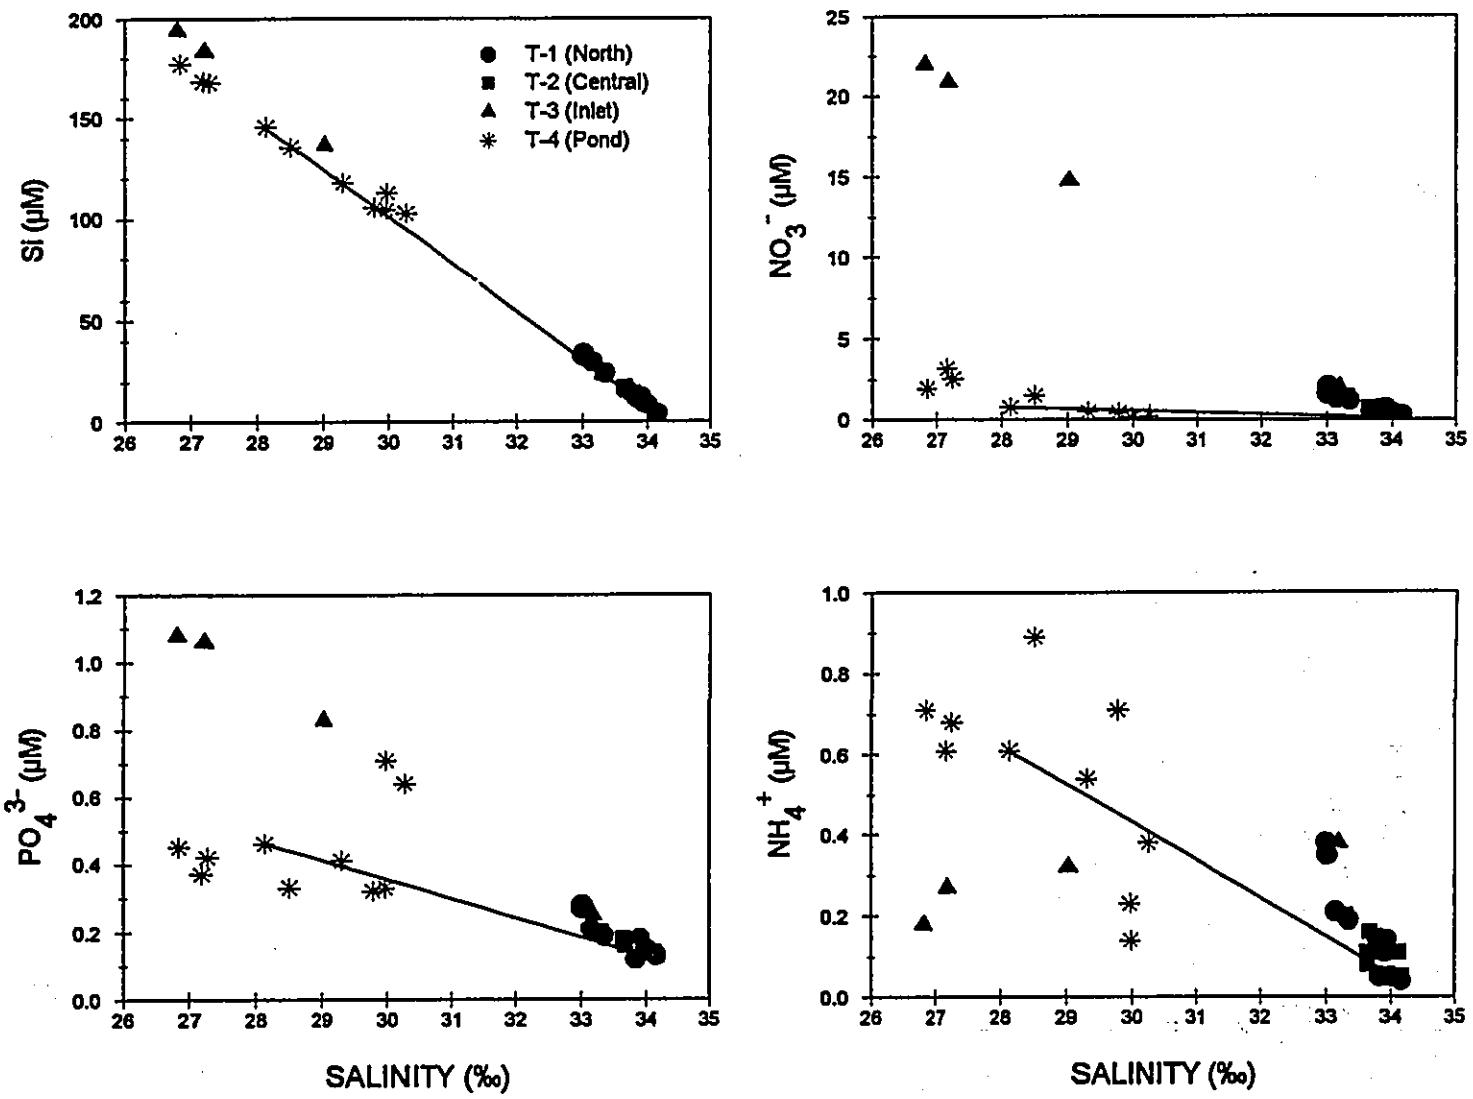 200
150
100
50
0
Si (µM)
T-1 (North)
T-2 (Central)
T-3 (Inlet)
T-4 (Pond)
26 27 28 29 30 31 32 33 34 35
25
20
15
10
5
0
NO3- (µM)
26 27 28 29 30 31 32 33 34 35
1.2
1.0
0.8
0.6
0.4
0.2
0.0
PO43- (µM)
26 27 28 29 30 31 32 33 34 35
SALINITY (‰)
1.0
0.8
0.6
0.4
0.2
0.0
NH4+ (µM)
26 27 28 29 30 31 32 33 34 35
SALINITY (‰)